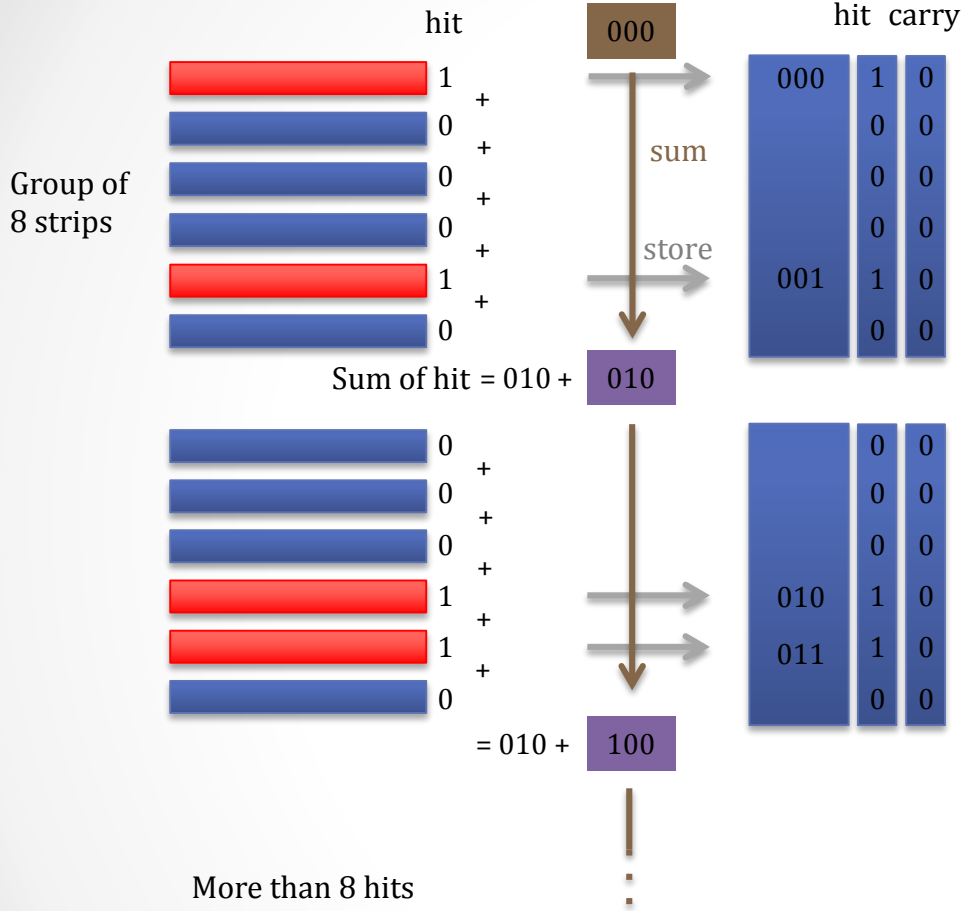 hit 000 hit carry
1 + 000 1 0
0 + 0 0
sum
Group of
8 strips
0 + 0 0
0 + 0 0
store
1 + 001 1 0
0 0 0
Sum of hit = 010 + 010
0 + 0 0
0 + 0 0
0 + 0 0
1 + 010 1 0
1 + 011 1 0
0 0 0
= 010 + 100
More than 8 hits